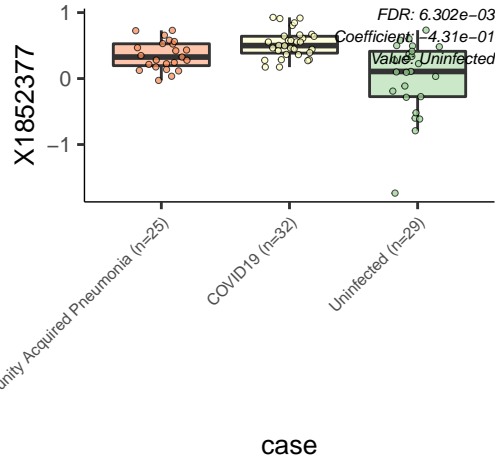 FDR: 6.302e−03
Coefficient: −4.31e−01
Value: Uninfected
X1852377
1
0
−1
unity Acquired Pneumonia (n=25)
COVID19 (n=32)
Uninfected (n=29)
case